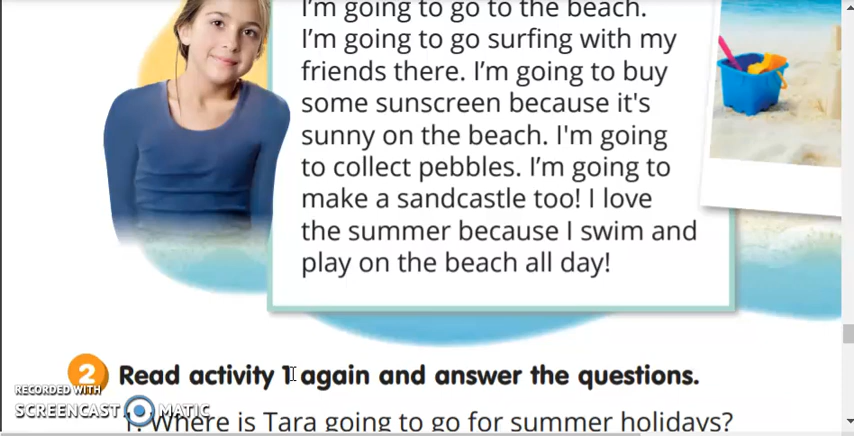 I'm going to go to the beach.
I'm going to go surfing with my
friends there. I'm going to buy
some sunscreen because it's
sunny on the beach. I'm going
to collect pebbles. I'm going to
make a sandcastle too! I love
the summer because I swim and
play on the beach all day!
2 Read activity 1 again and answer the questions.
RECORDED WITH
SCREENCAST MATIC
1. Where is Tara going to go for summer holidays?